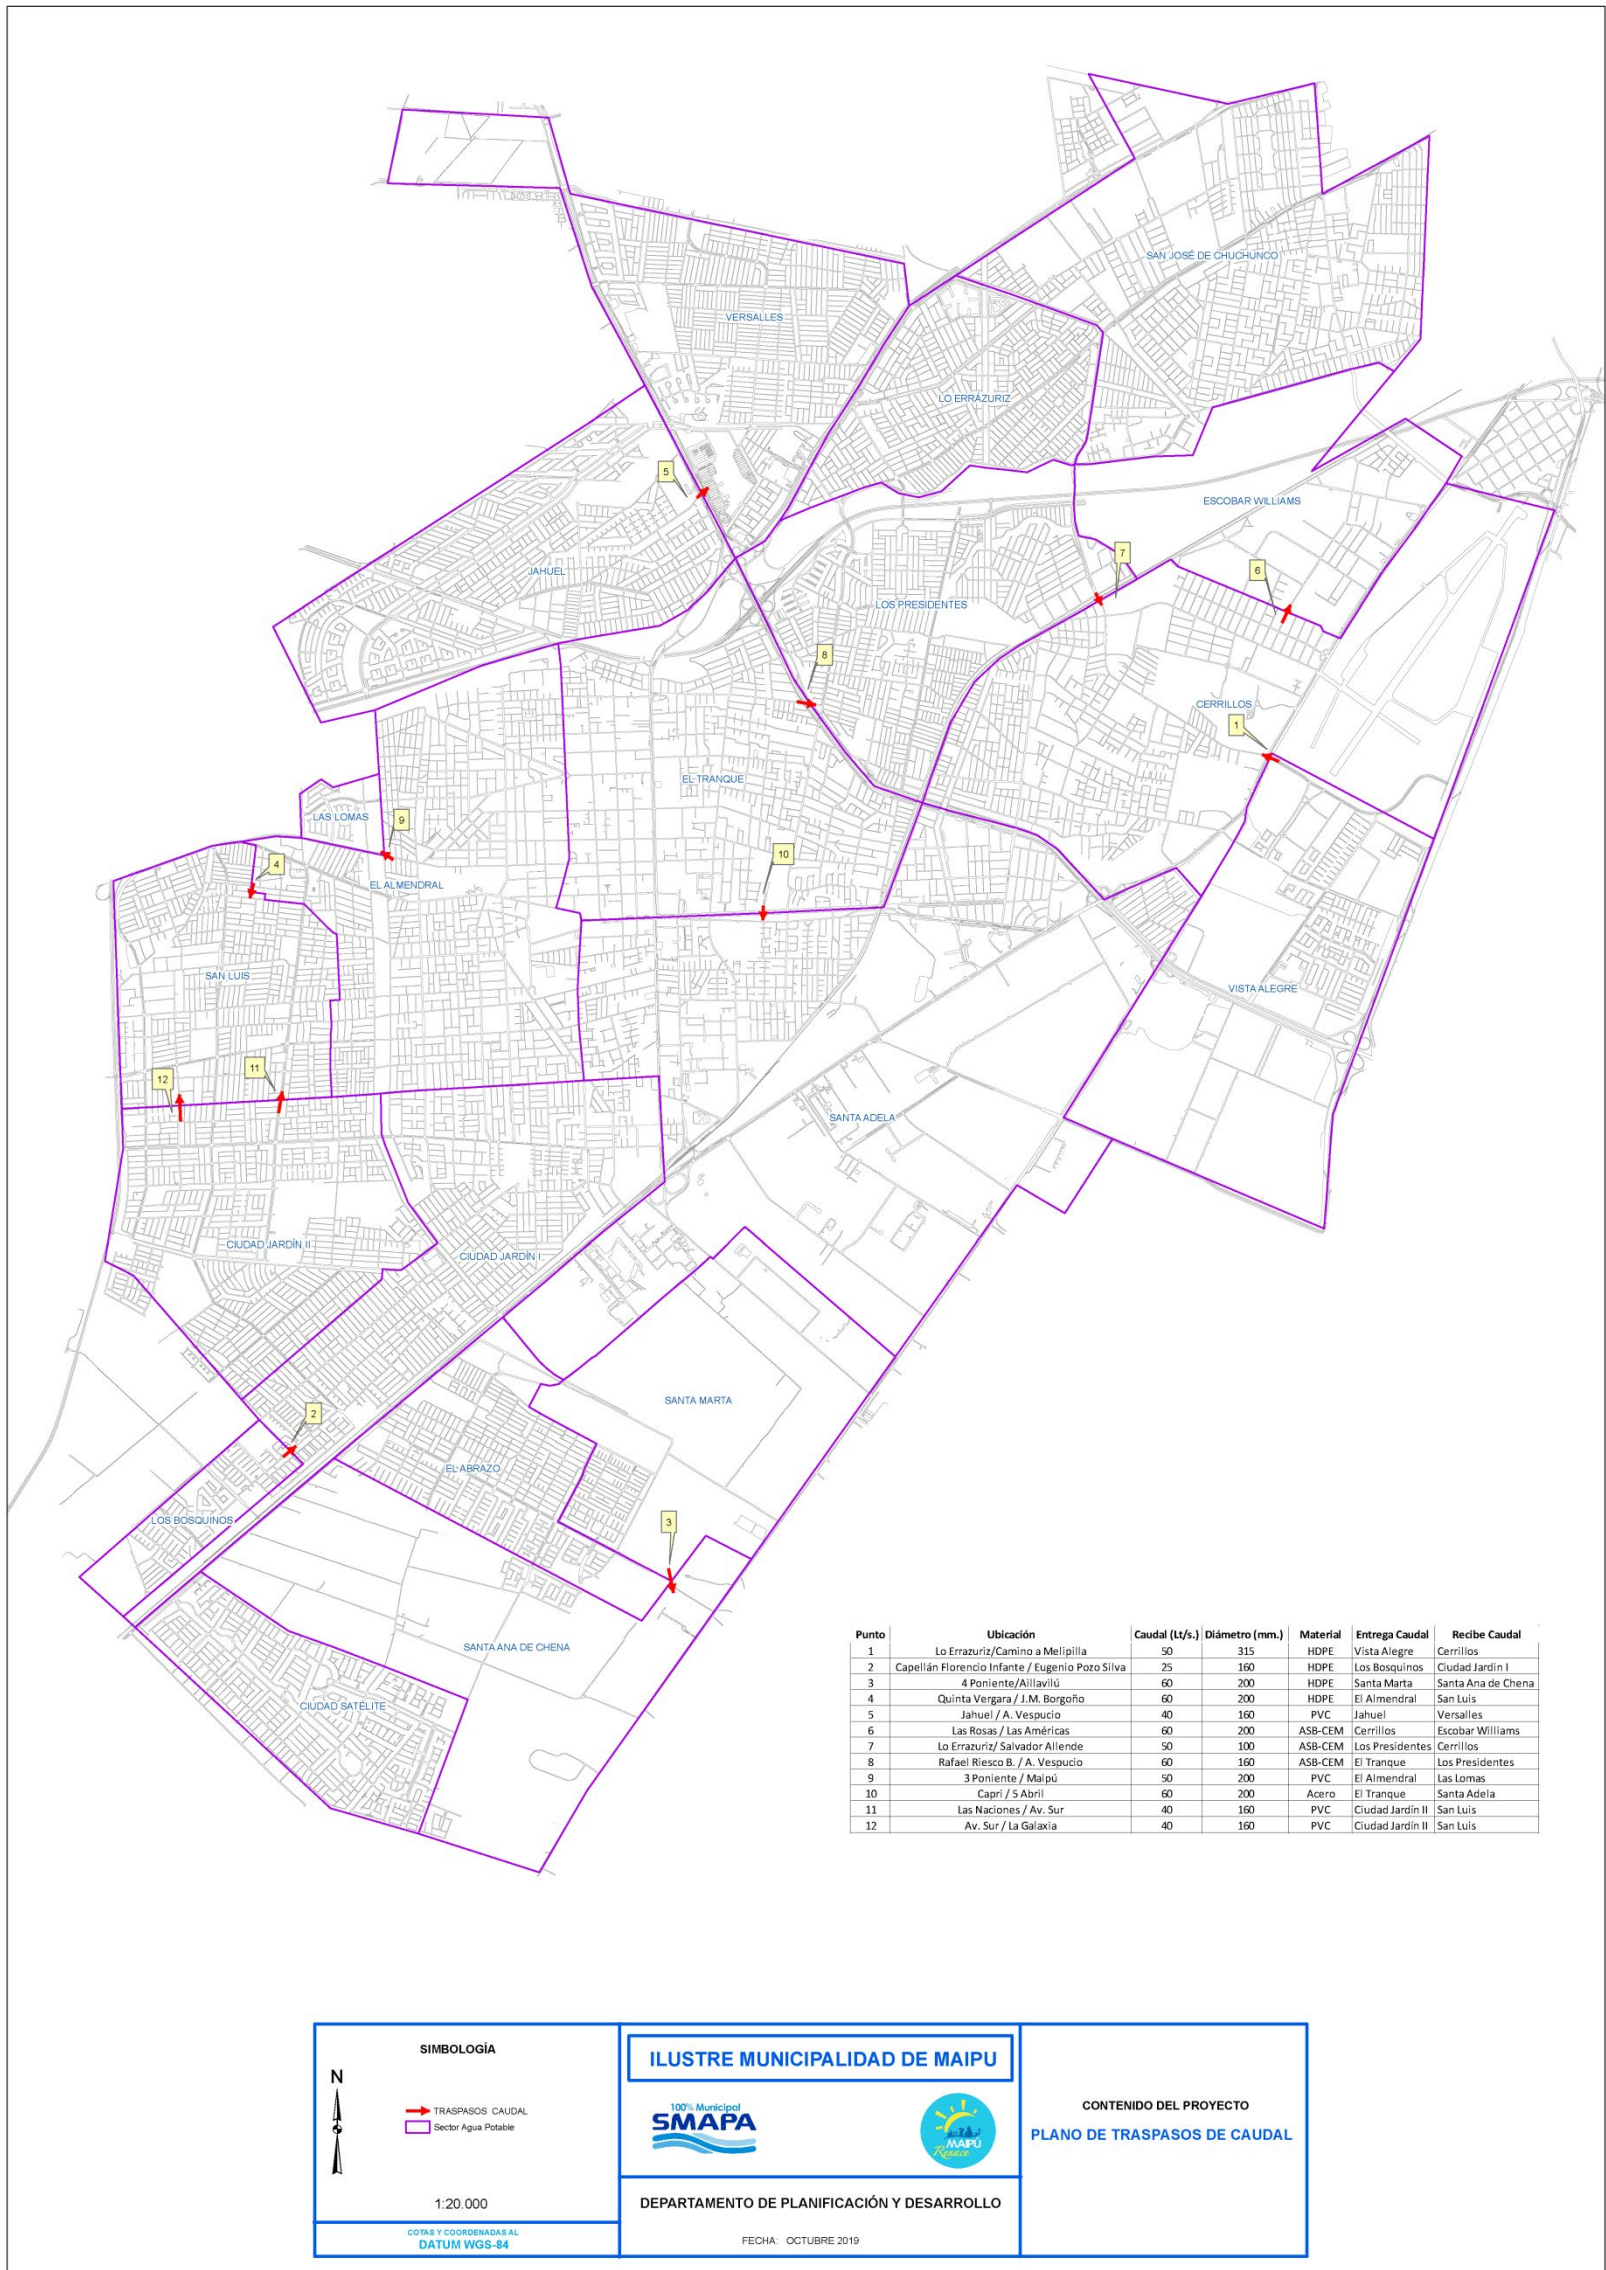 SAN JOSÉ DE CHUCHUNCO
VERSALLES
LO ERRÁZURIZ
5
ESCOBAR WILLIAMS
7
6
JAHUEL
LOS PRESIDENTES
8
CERRILLOS
1
EL TRANQUE
LAS LOMAS
9
10
4
EL ALMENDRAL
SAN LUIS
VISTA ALEGRE
11
12
SANTA ADELA
CIUDAD JARDÍN II
CIUDAD JARDÍN I
SANTA MARTA
2
EL ABRAZO
LOS BOSQUINOS
3
SANTA ANA DE CHENA
CIUDAD SATÉLITE
Punto Ubicación Caudal (Lt/s.) Diámetro (mm.) Material Entrega Caudal Recibe Caudal
1 Lo Errazuriz/Camino a Melipilla 50 315 HDPE Vista Alegre Cerrillos
2 Capellán Florencio Infante / Eugenio Pozo Silva 25 160 HDPE Los Bosquinos Ciudad Jardin I
3 4 Poniente/Aillavilú 60 200 HDPE Santa Marta Santa Ana de Chena
4 Quinta Vergara / J.M. Borgoño 60 200 HDPE El Almendral San Luis
5 Jahuel / A. Vespucio 40 160 PVC Jahuel Versalles
6 Las Rosas / Las Américas 60 200 ASB-CEM Cerrillos Escobar Williams
7 Lo Errazuriz/ Salvador Allende 50 100 ASB-CEM Los Presidentes Cerrillos
8 Rafael Riesco B. / A. Vespucio 60 160 ASB-CEM El Tranque Los Presidentes
9 3 Poniente / Maipú 50 200 PVC El Almendral Las Lomas
10 Capri / 5 Abril 60 200 Acero El Tranque Santa Adela
11 Las Naciones / Av. Sur 40 160 PVC Ciudad Jardín II San Luis
12 Av. Sur / La Galaxia 40 160 PVC Ciudad Jardín II San Luis
SIMBOLOGÍA
N
TRASPASOS CAUDAL
Sector Agua Potable
1:20.000
COTAS Y COORDENADAS AL
DATUM WGS-84
ILUSTRE MUNICIPALIDAD DE MAIPU
100% Municipal
SMAPA
MAIPÚ
Renace
DEPARTAMENTO DE PLANIFICACIÓN Y DESARROLLO
FECHA: OCTUBRE 2019
CONTENIDO DEL PROYECTO
PLANO DE TRASPASOS DE CAUDAL